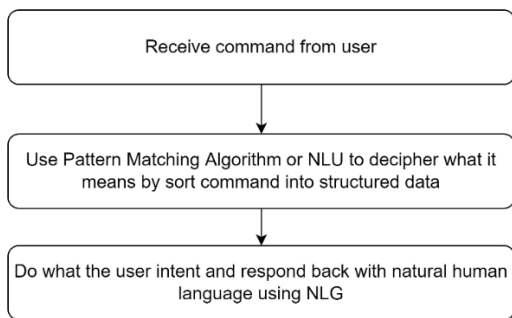 Receive command from user
Use Pattern Matching Algorithm or NLU to decipher what it
means by sort command into structured data
Do what the user intent and respond back with natural human
language using NLG